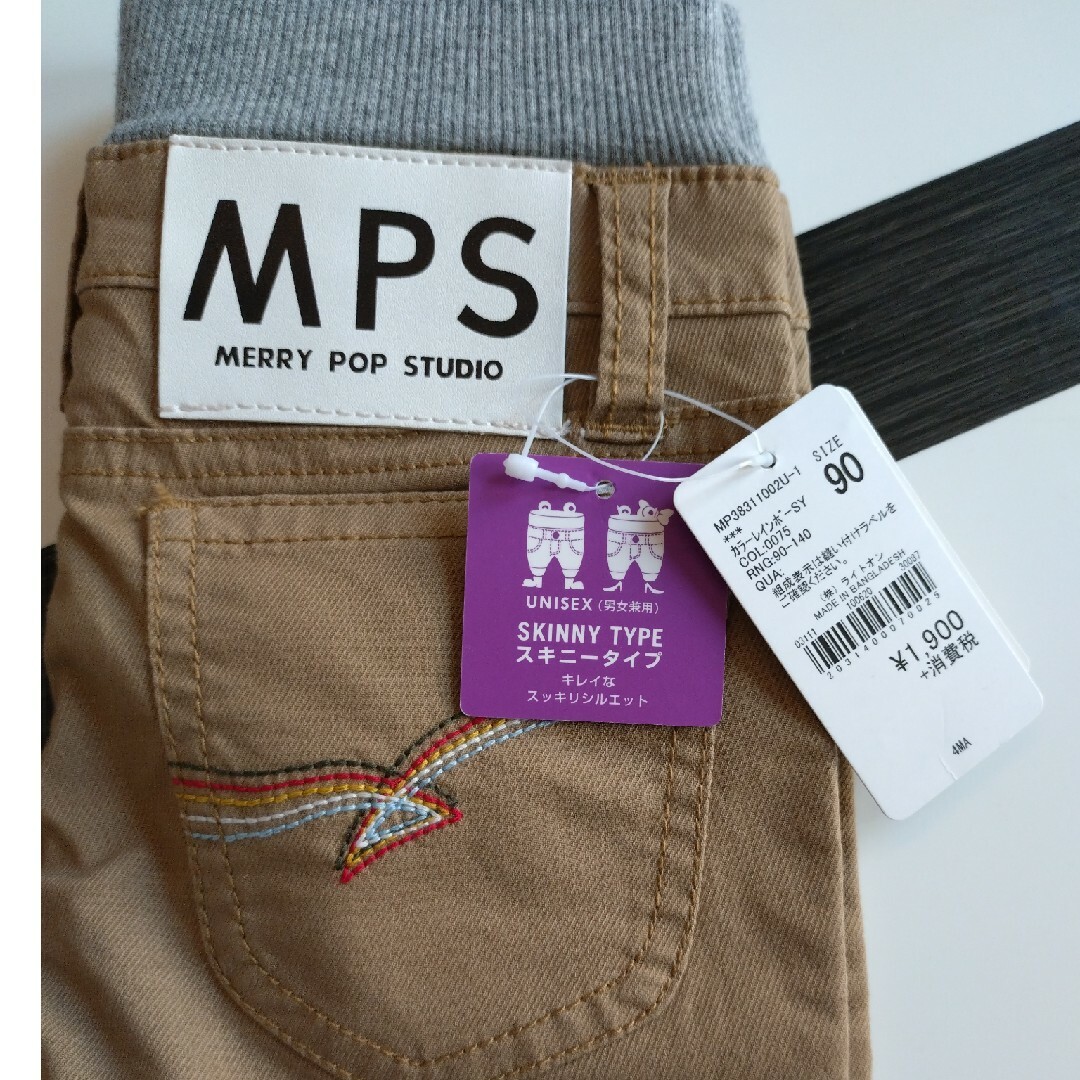 MPS
MERRY POP STUDIO
UNISEX（男女兼用）
SKINNY TYPE
スキニータイプ
キレイな
スッキリシルエット
MP38311002U-1
SIZE
90
***
カラーレインボーSY
COL:0075
RNG:90-140
QUA:
組成表示は縫い付けラベルを
ご確認ください。
(株)ライトオン
MADE IN BANGLADESH
03111 100620 30087
2031400070025
¥1,900
+消費税
4MA